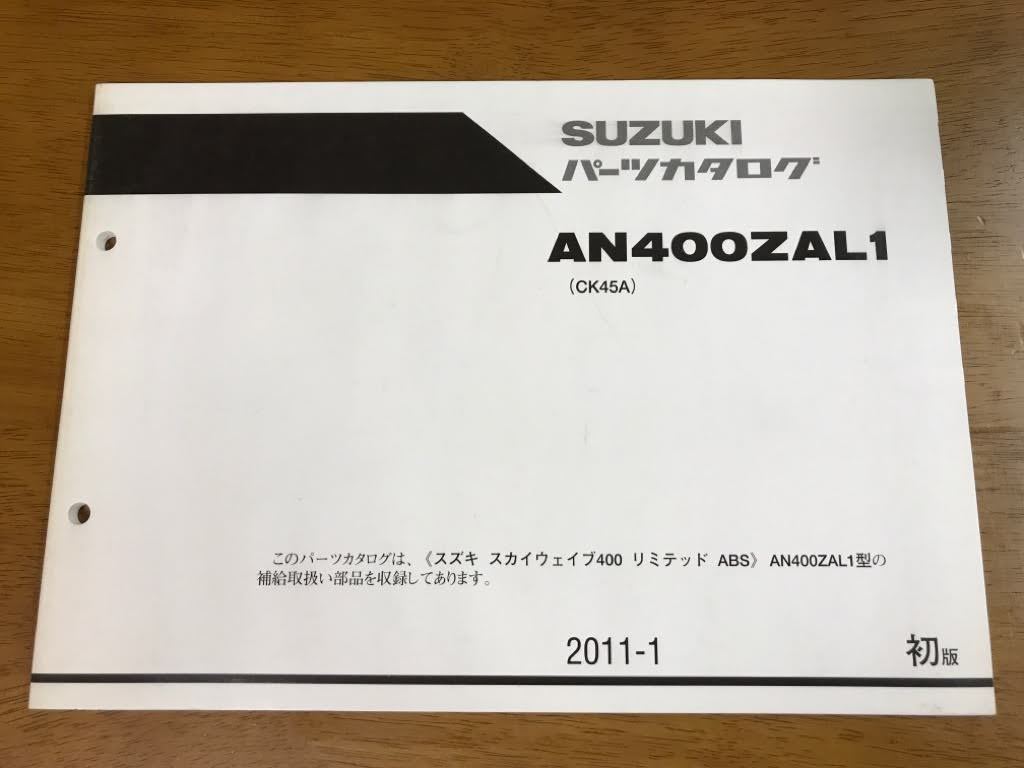 SUZUKI
パーツカタログ
AN400ZAL1
（CK45A）
このパーツカタログは、《スズキ スカイウェイブ400 リミテッド ABS》 AN400ZAL1型の
補給取扱い部品を収録してあります。
2011-1 初版